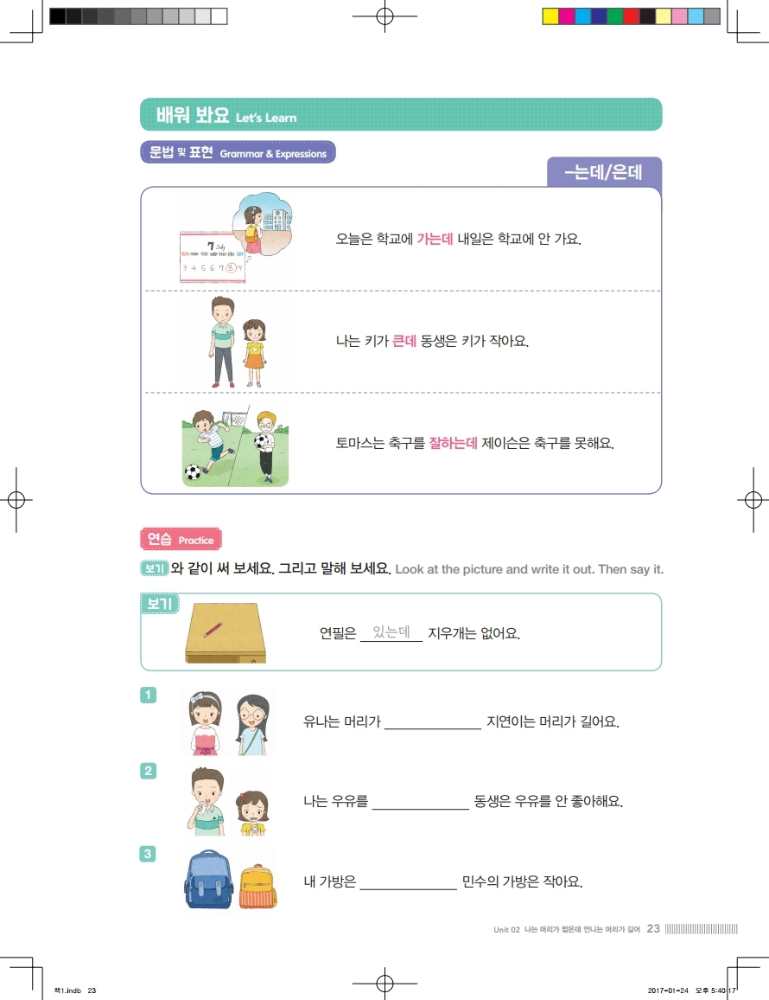 배워 봐요 Let's Learn
문법 및 표현 Grammar & Expressions
-는데/은데
7 July
SUN MON TUE WED THU FRI SAT
3 4 5 6 7 8 9
오늘은 학교에 가는데 내일은 학교에 안 가요.
나는 키가 큰데 동생은 키가 작아요.
토마스는 축구를 잘하는데 제이슨은 축구를 못해요.
연습 Practice
보기 와 같이 써 보세요. 그리고 말해 보세요. Look at the picture and write it out. Then say it.
보기
연필은 있는데 지우개는 없어요.
1
유나는 머리가 ____________ 지연이는 머리가 길어요.
2
나는 우유를 ____________ 동생은 우유를 안 좋아해요.
3
내 가방은 ____________ 민수의 가방은 작아요.
Unit 02 나는 머리가 짧은데 언니는 머리가 길어 23
책1.indb 23
2017-01-24 오후 5:40:17